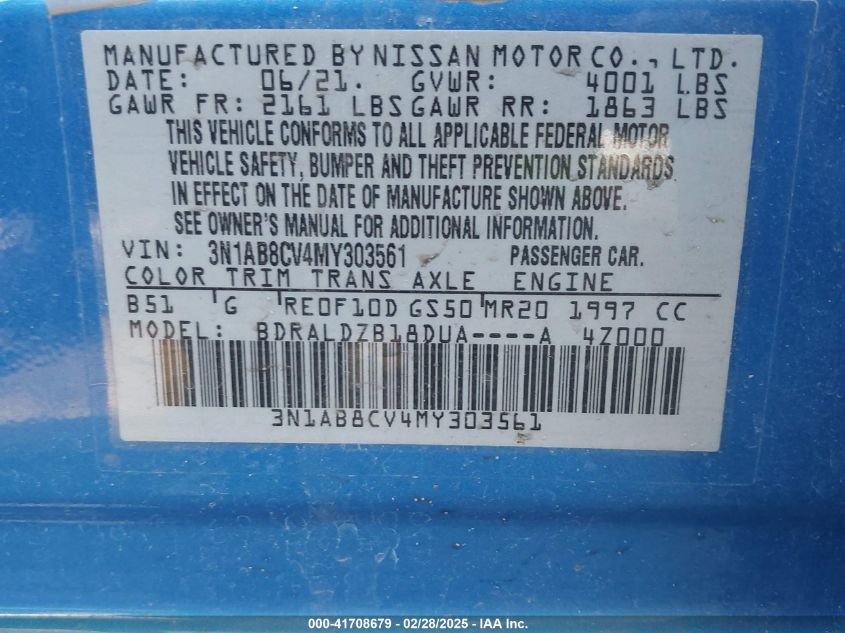 MANUFACTURED BY NISSAN MOTOR CO., LTD.
DATE: 06/21. GVWR: 4001 LBS
GAWR FR: 2161 LBS GAWR RR: 1863 LBS
THIS VEHICLE CONFORMS TO ALL APPLICABLE FEDERAL MOTOR
VEHICLE SAFETY, BUMPER AND THEFT PREVENTION STANDARDS
IN EFFECT ON THE DATE OF MANUFACTURE SHOWN ABOVE.
SEE OWNER'S MANUAL FOR ADDITIONAL INFORMATION.
VIN: 3N1AB8CV4MY303561 PASSENGER CAR.
COLOR TRIM TRANS AXLE ENGINE
B51 G RE0F10D GS50 MR20 1997 CC
MODEL: BDRALDZB18DUA----A 4Z000
3N1AB8CV4MY303561
000-41708679 - 02/28/2025 - IAA Inc.